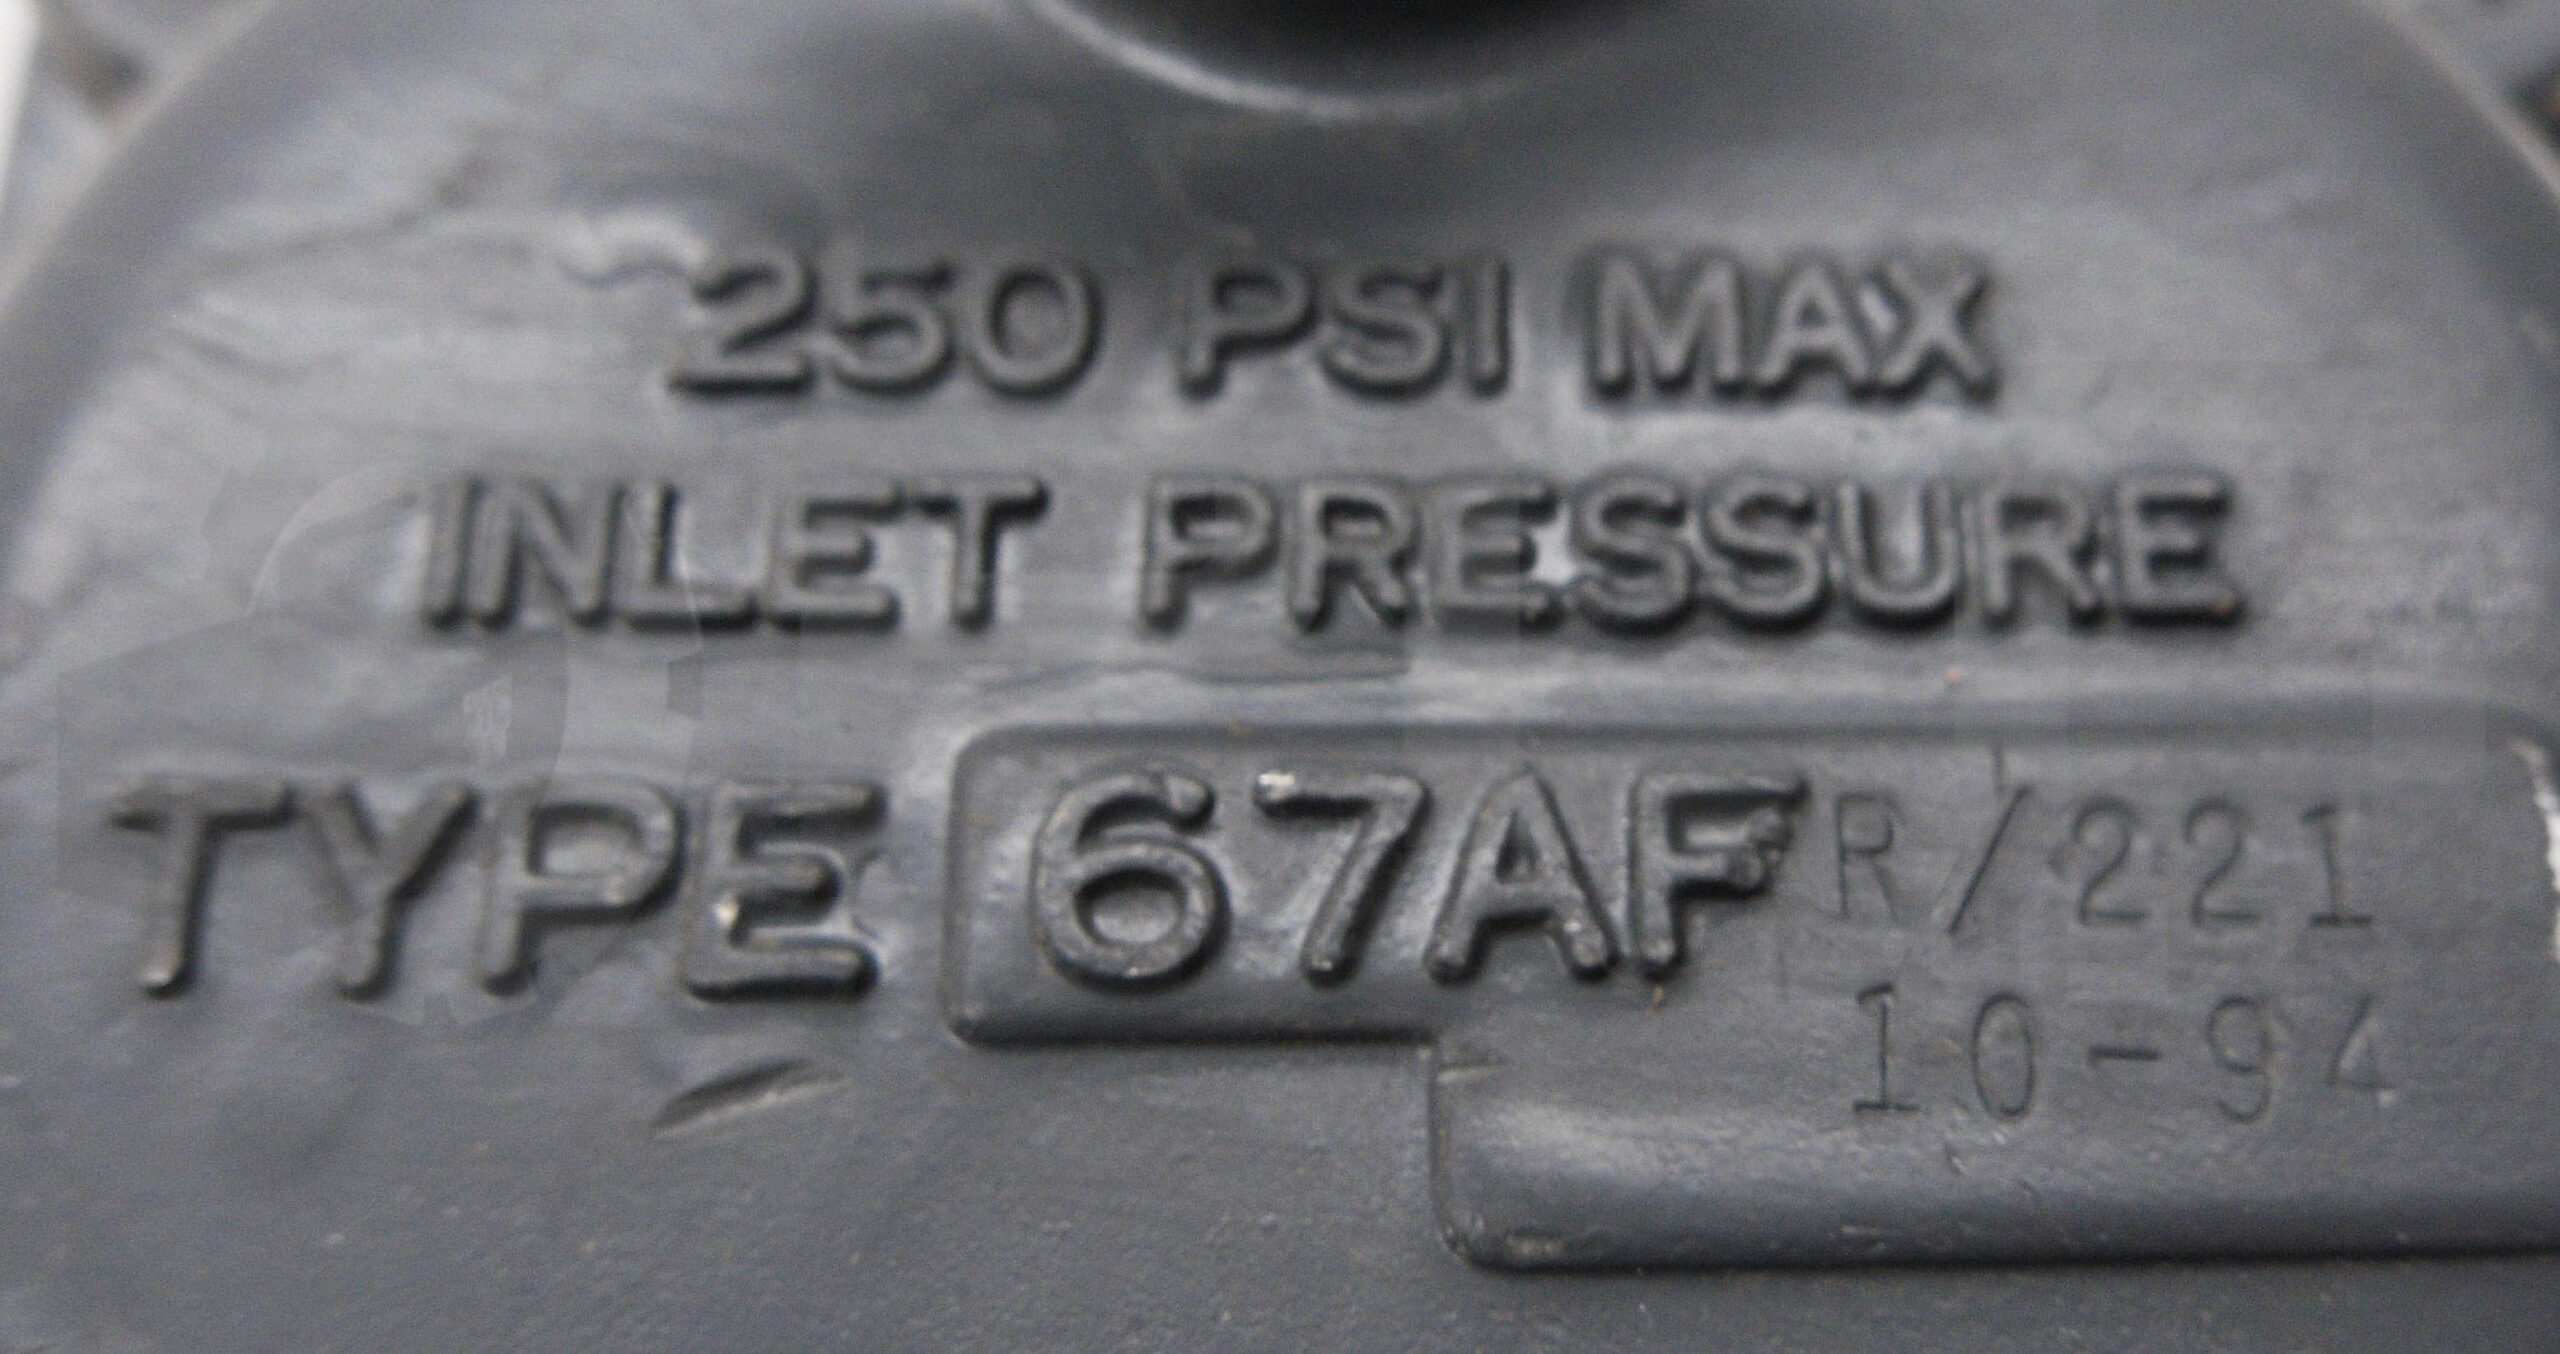 250 PSI MAX
INLET PRESSURE
TYPE 67AF R/221
10-94